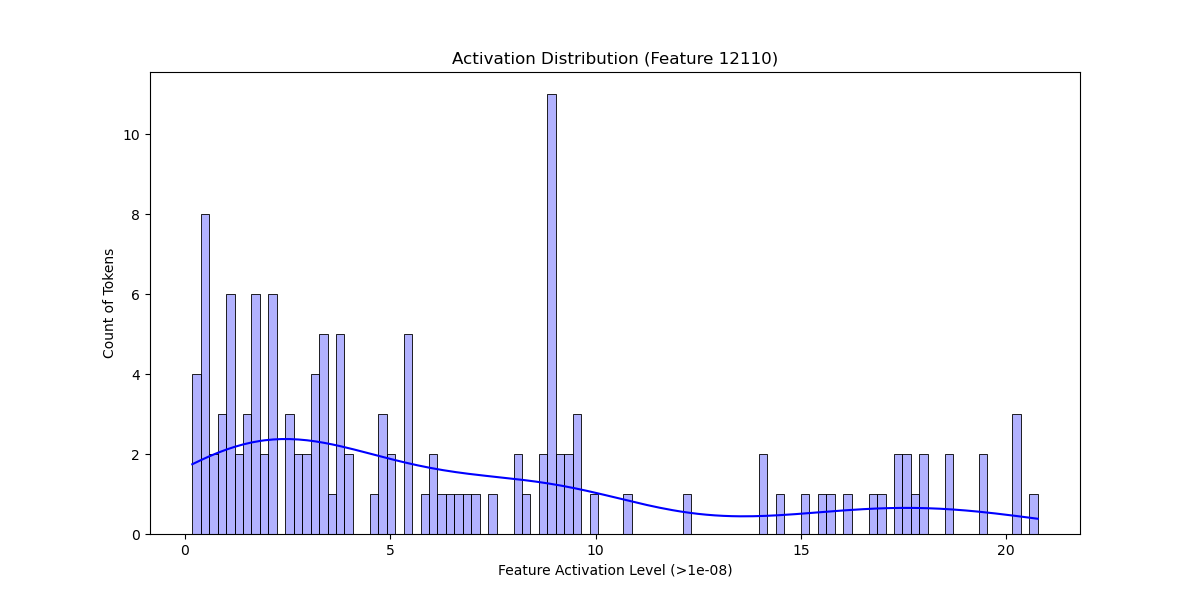 Activation Distribution (Feature 12110)
10
8
6
4
2
0
Count of Tokens
0 5 10 15 20
Feature Activation Level (>1e-08)